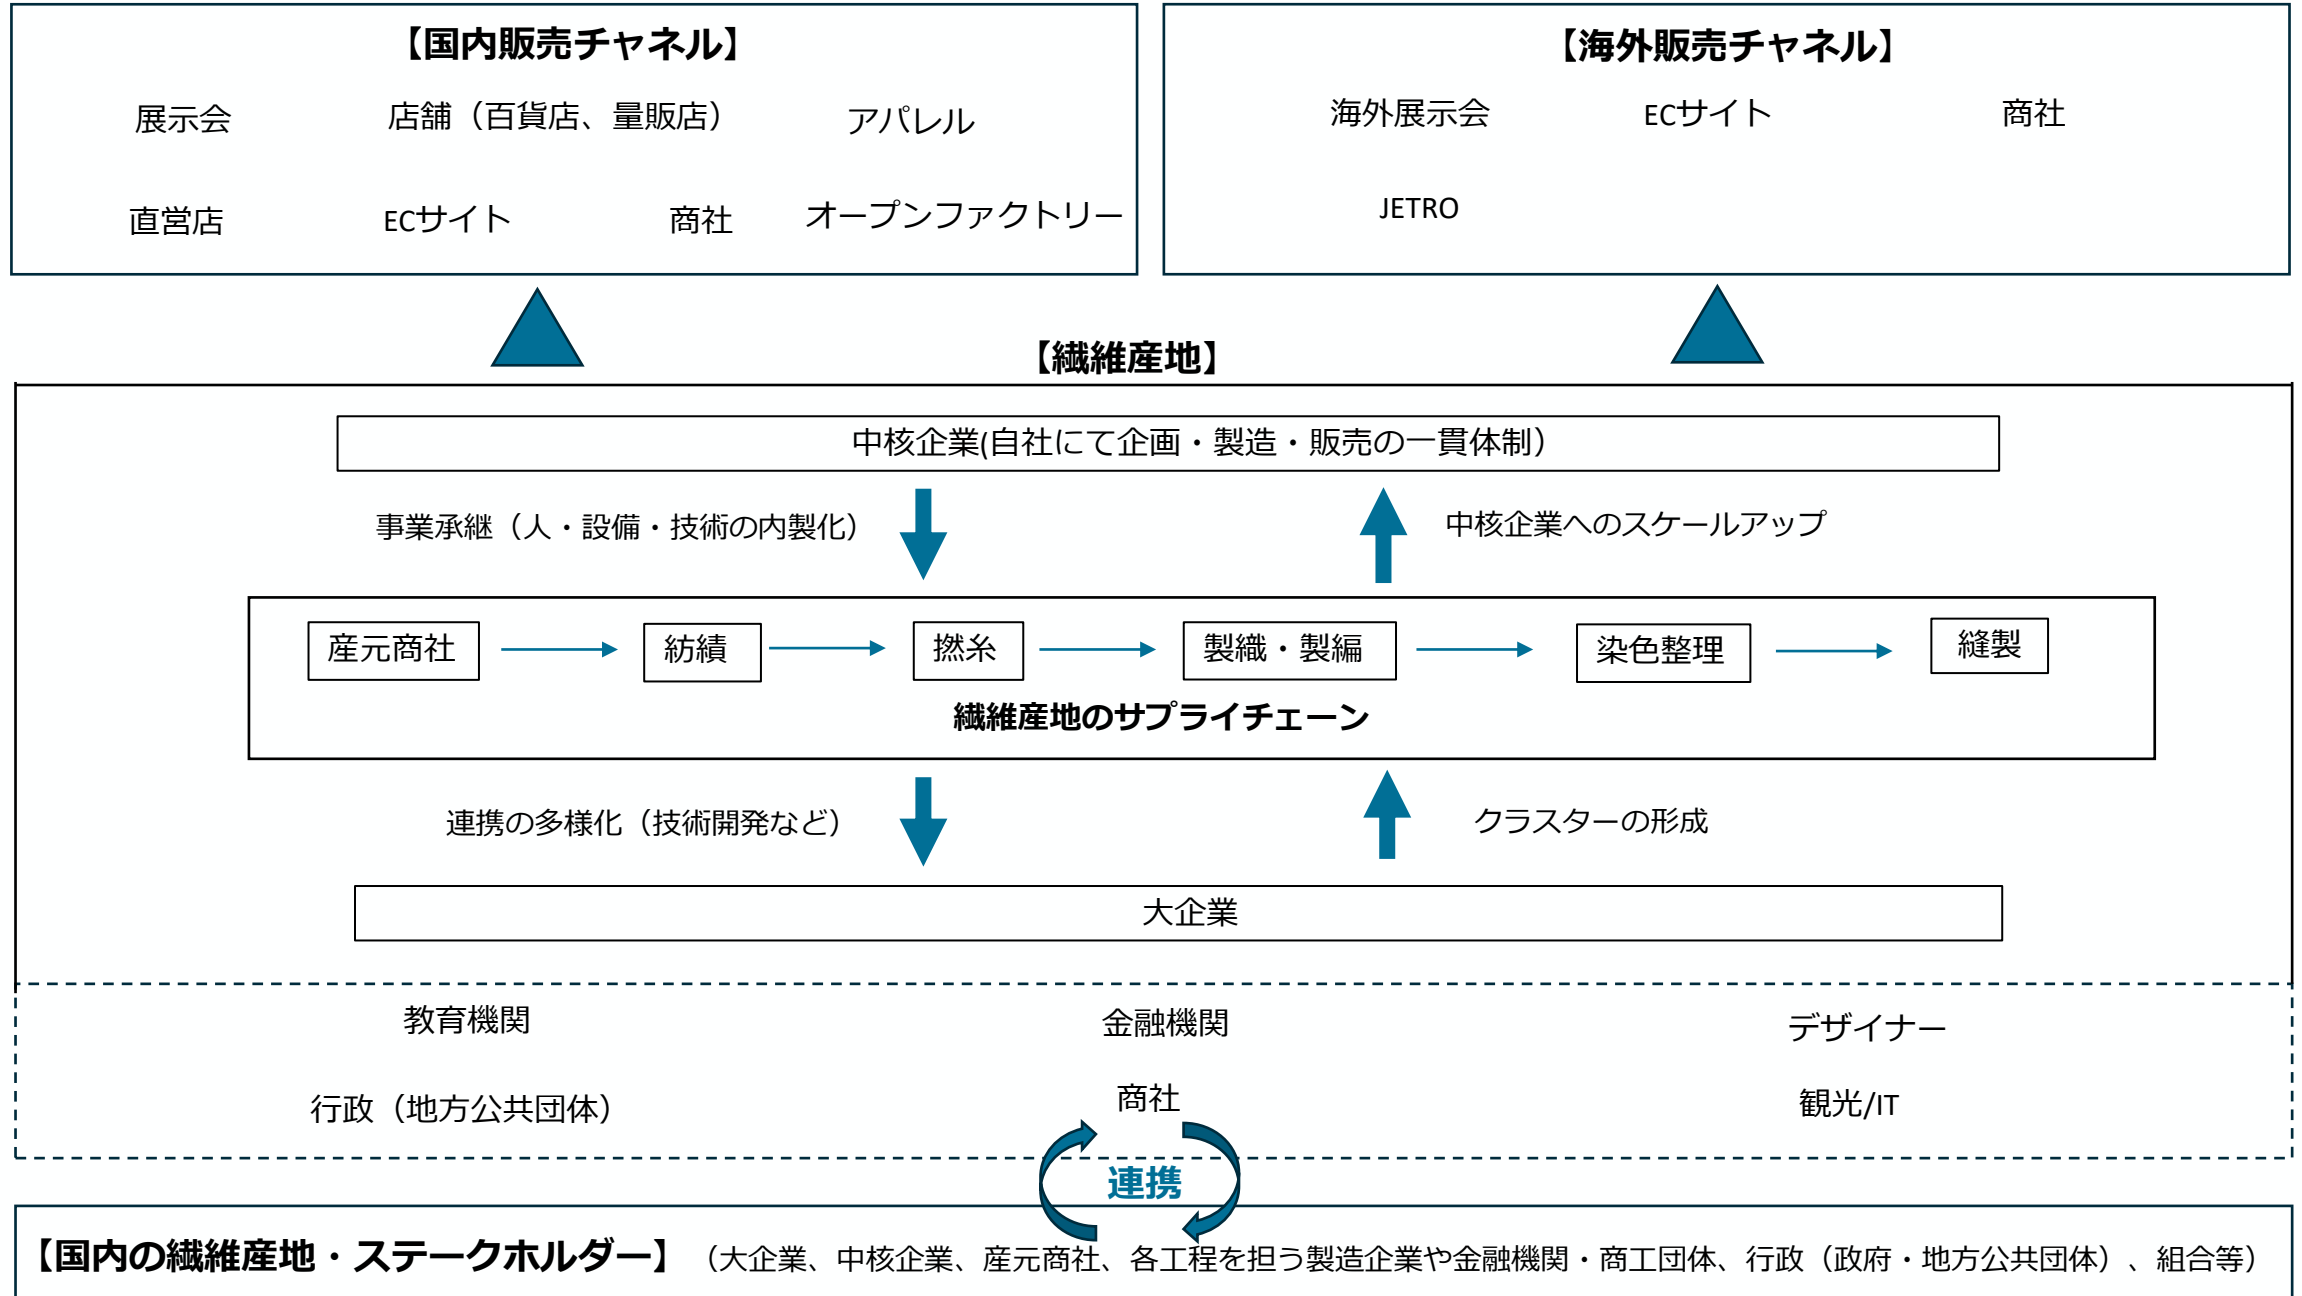 【国内販売チャネル】
展示会
店舗（百貨店、量販店）
アパレル
直営店
ECサイト
商社
オープンファクトリー
【海外販売チャネル】
海外展示会
ECサイト
商社
JETRO
【繊維産地】
中核企業(自社にて企画・製造・販売の一貫体制）
事業承継（人・設備・技術の内製化）
中核企業へのスケールアップ
産元商社
紡績
撚糸
製織・製編
染色整理
縫製
繊維産地のサプライチェーン
連携の多様化（技術開発など）
クラスターの形成
大企業
教育機関
金融機関
デザイナー
行政（地方公共団体）
商社
観光/IT
連携
【国内の繊維産地・ステークホルダー】（大企業、中核企業、産元商社、各工程を担う製造企業や金融機関・商工団体、行政（政府・地方公共団体）、組合等）